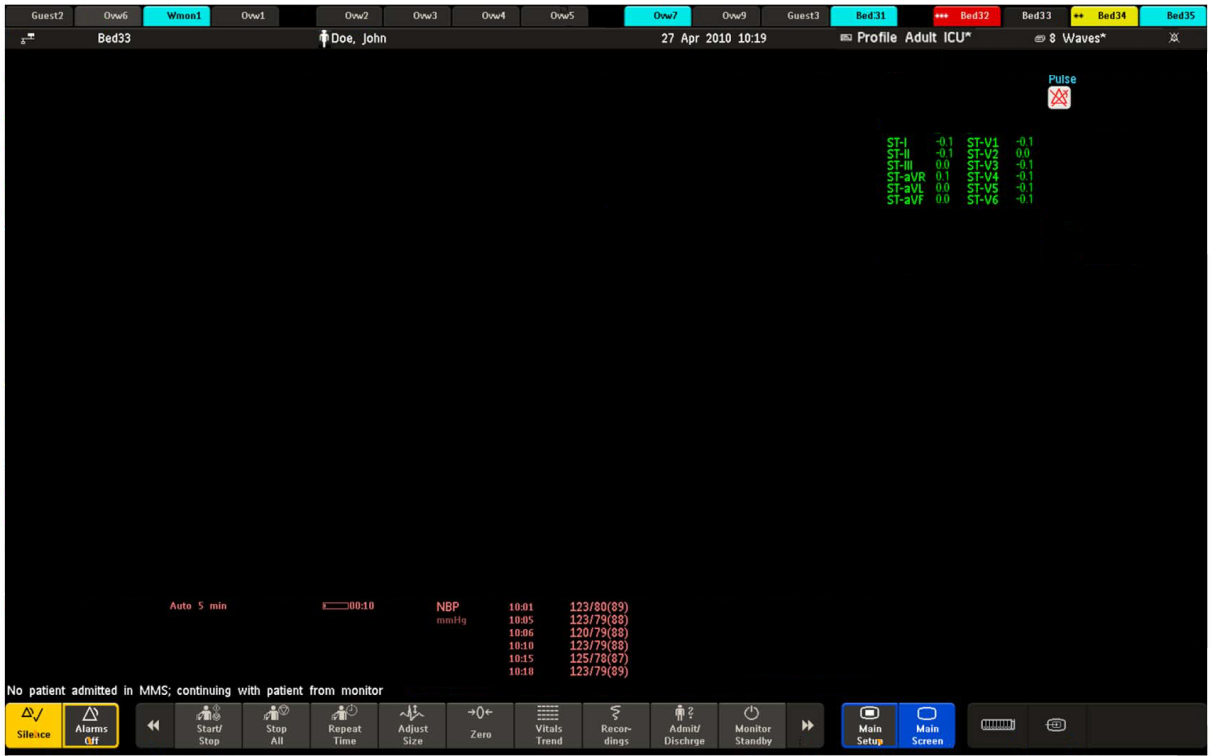 Guest2 Ovw6 Wmon1 Ovw1 Ovw2 Ovw3 Ovw4 Ovw5 Ovw7 Ovw9 Guest3 Bed31 *** Bed32 Bed33 ** Bed34 Bed35
Bed33 Doe, John 27 Apr 2010 10:19 Profile Adult ICU* 8 Waves*
Pulse
ST-I -0.1 ST-V1 -0.1
ST-II -0.1 ST-V2 0.0
ST-III 0.0 ST-V3 -0.1
ST-aVR 0.1 ST-V4 -0.1
ST-aVL 0.0 ST-V5 -0.1
ST-aVF 0.0 ST-V6 -0.1
Auto 5 min 00:10 NBP 10:01 123/80(89)
mmHg 10:05 123/79(88)
10:06 120/79(88)
10:10 123/79(88)
10:15 125/78(87)
10:18 123/79(89)
No patient admitted in MMS; continuing with patient from monitor
Silence
Alarms
Off
Start/
Stop
Stop
All
Repeat
Time
Adjust
Size
→0←
Zero
Vitals
Trend
Recor-
dings
?
Admit/
Dischrge
Monitor
Standby
Main
Setup
Main
Screen